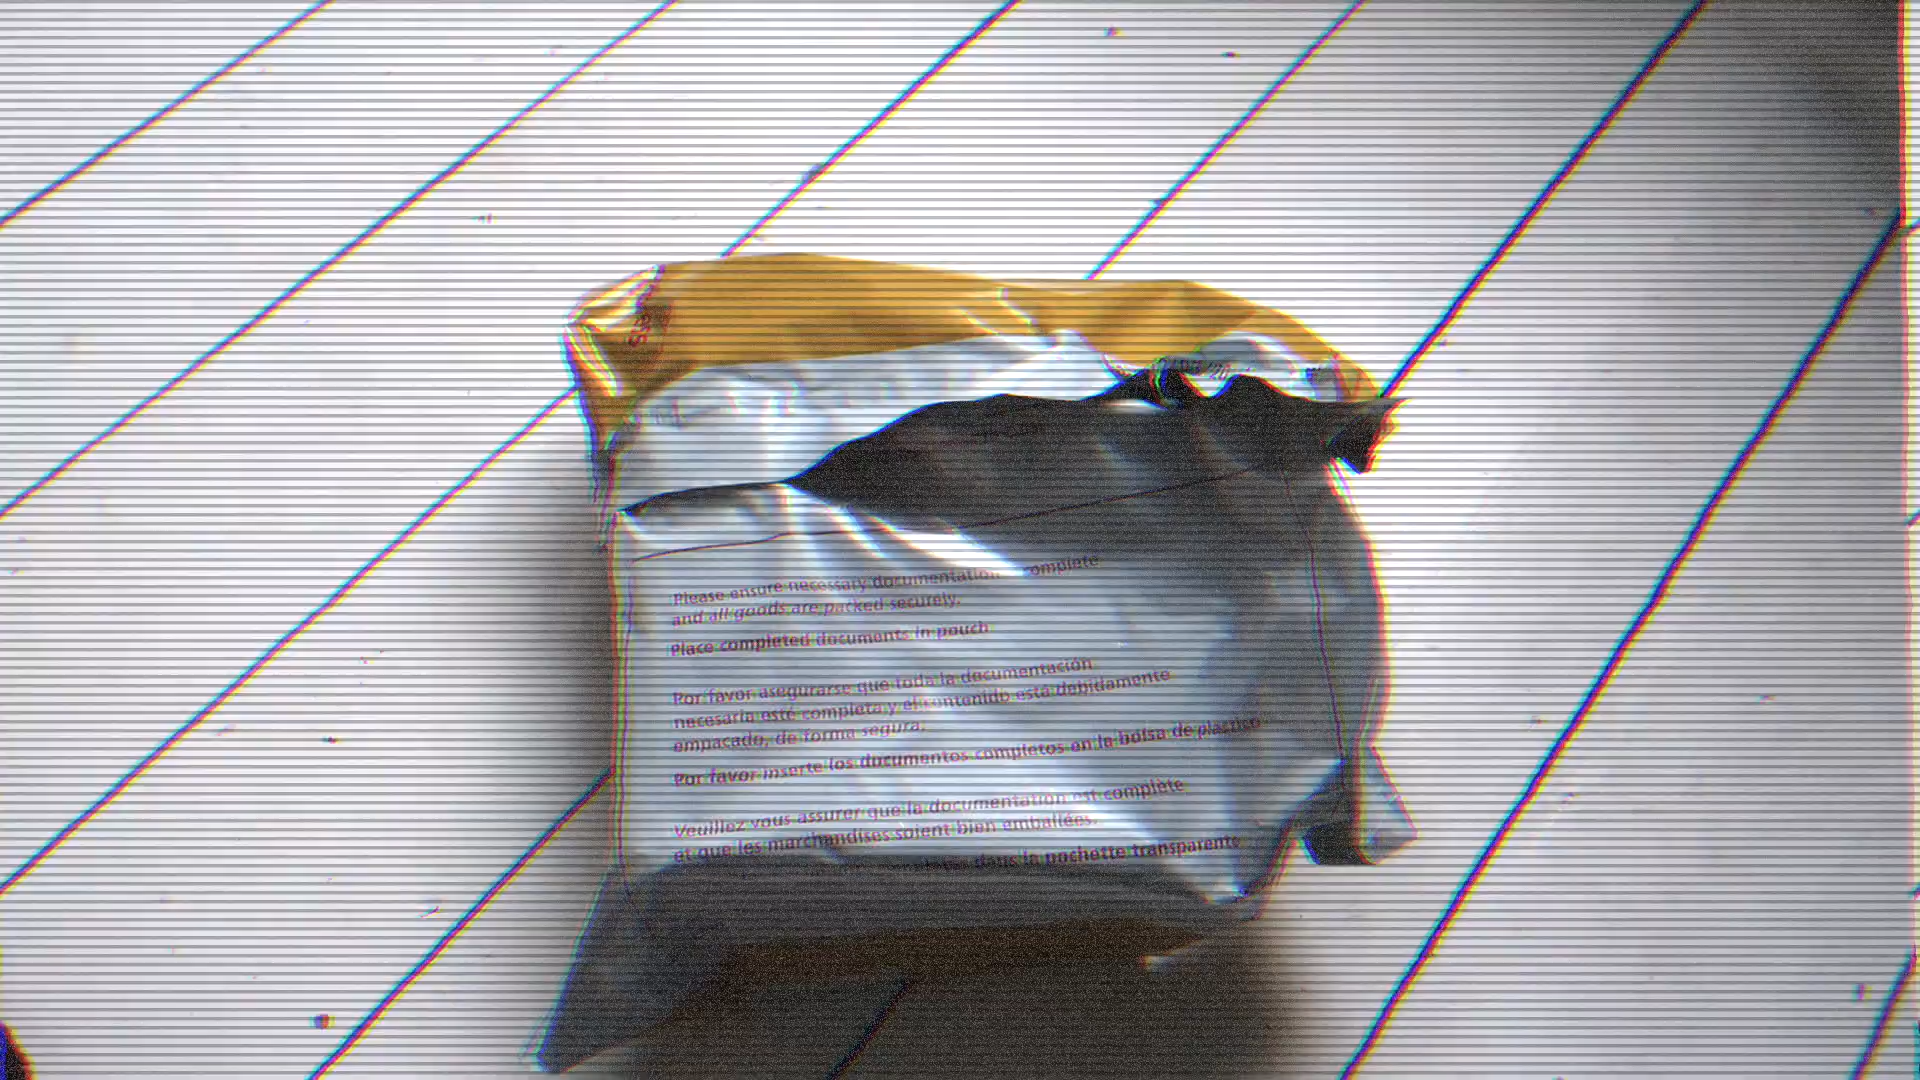 Please ensure necessary documentation complete
and all goods are packed securely.
Place completed documents in pouch
Por favor asegurarse que toda la documentación
necesaria esté completa y el contenido está debidamente
empacado, de forma segura.
Por favor inserte los documentos completos en la bolsa de plástico
Veuillez vous assurer que la documentation est complète
et que les marchandises soient bien emballées.
dans la pochette transparente